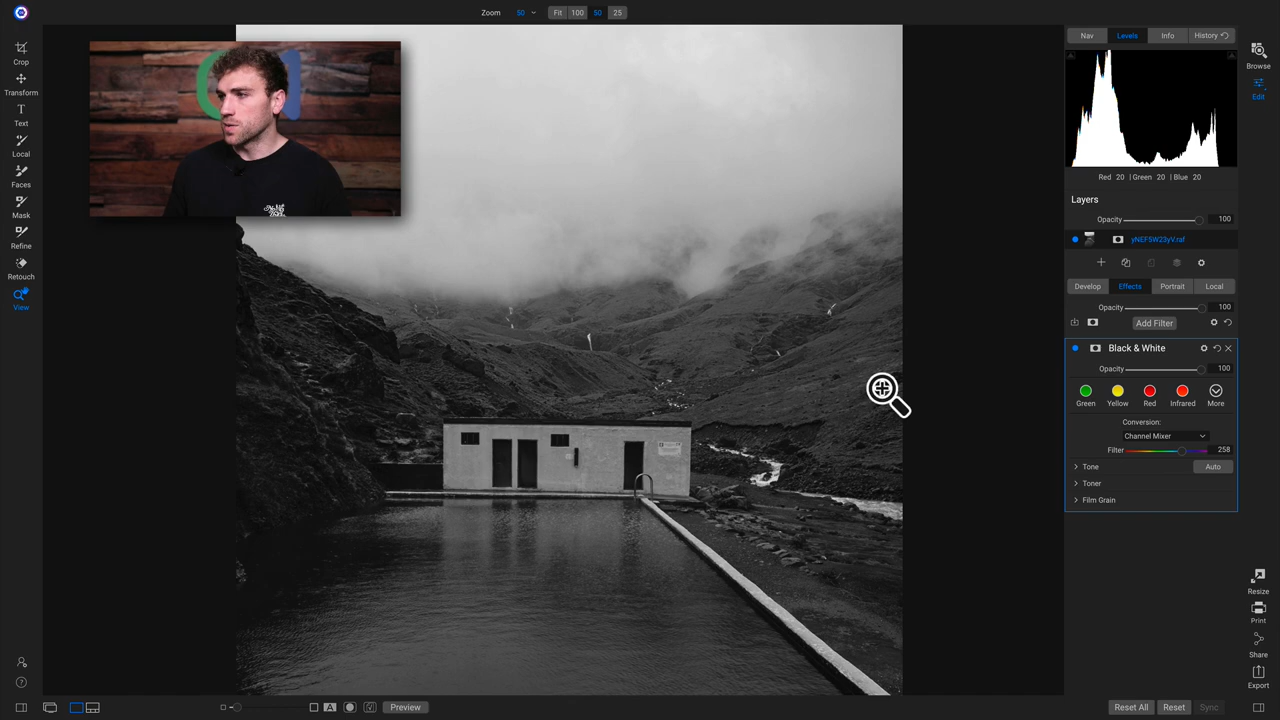 Zoom 50 Fit 100 50 25
Crop
Transform
Text
Local
Faces
Mask
Refine
Retouch
View
Nav Levels Info History
Red 20 | Green 20 | Blue 20
Layers
Opacity 100
yNEF5W23yV.raf
Develop Effects Portrait Local
Opacity 100
Add Filter
Black & White
Opacity 100
Green Yellow Red Infrared More
Conversion:
Channel Mixer
Filter 258
Tone Auto
Toner
Film Grain
Browse
Edit
Resize
Print
Share
Export
A Preview
Reset All Reset Sync